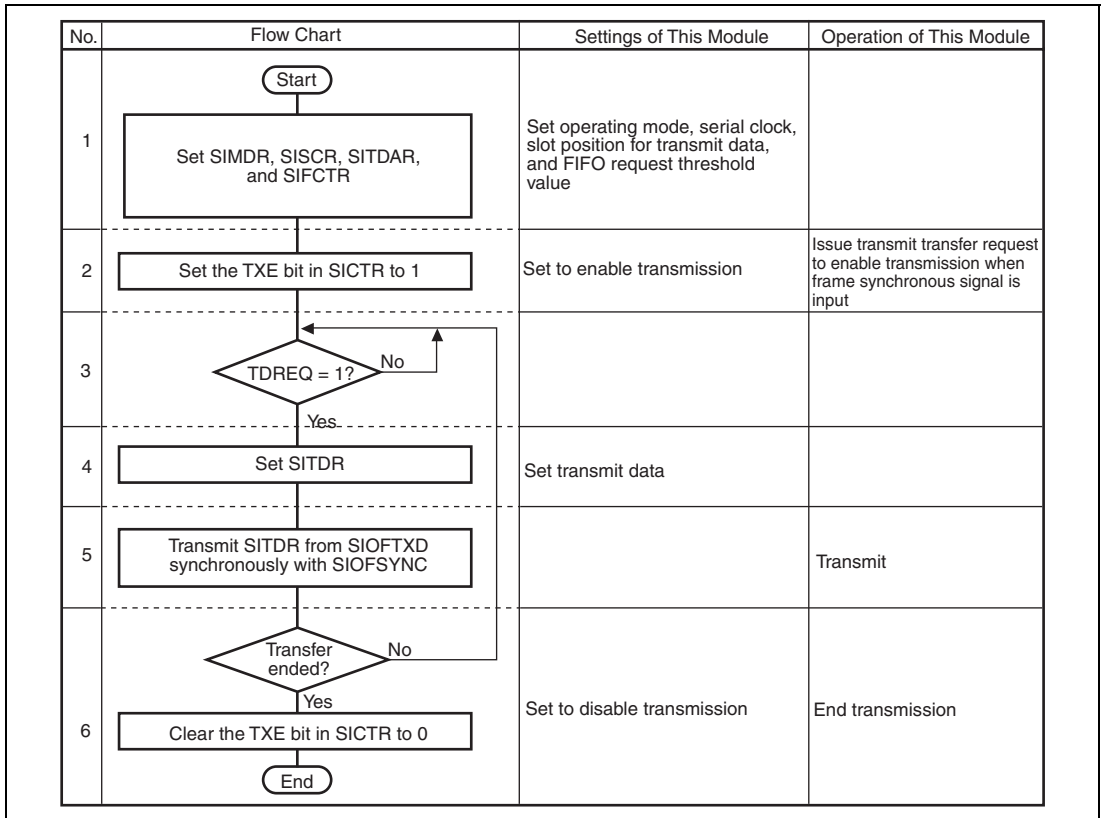 No.
Flow Chart
Settings of This Module
Operation of This Module
Start
1
Set SIMDR, SISCR, SITDAR,
and SIFCTR
Set operating mode, serial clock,
slot position for transmit data,
and FIFO request threshold
value
2
Set the TXE bit in SICTR to 1
Set to enable transmission
Issue transmit transfer request
to enable transmission when
frame synchronous signal is
input
3
TDREQ = 1?
No
Yes
4
Set SITDR
Set transmit data
5
Transmit SITDR from SIOFTXD
synchronously with SIOFSYNC
Transmit
Transfer
ended?
No
Yes
6
Clear the TXE bit in SICTR to 0
Set to disable transmission
End transmission
End